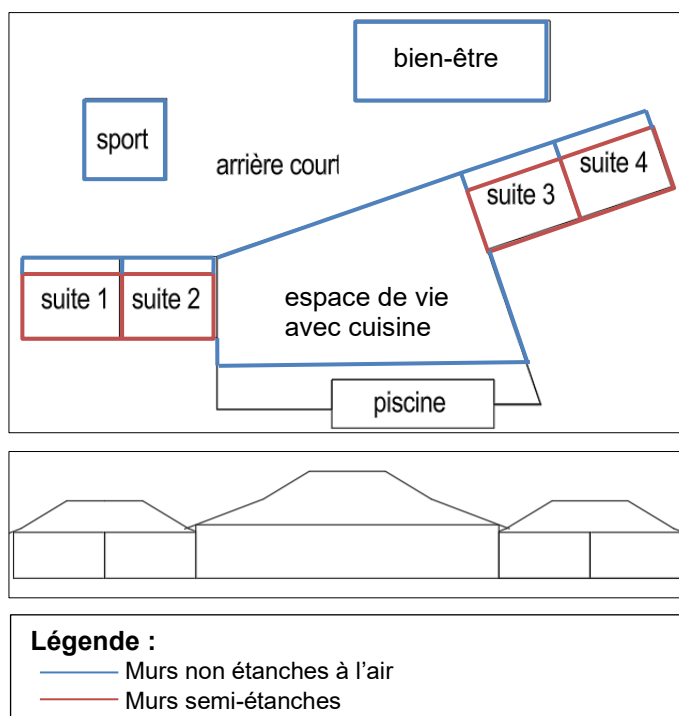 bien-être
sport
arrière court
suite 4
suite 3
suite 1
suite 2
espace de vie
avec cuisine
piscine
Légende :
Murs non étanches à l’air
Murs semi-étanches